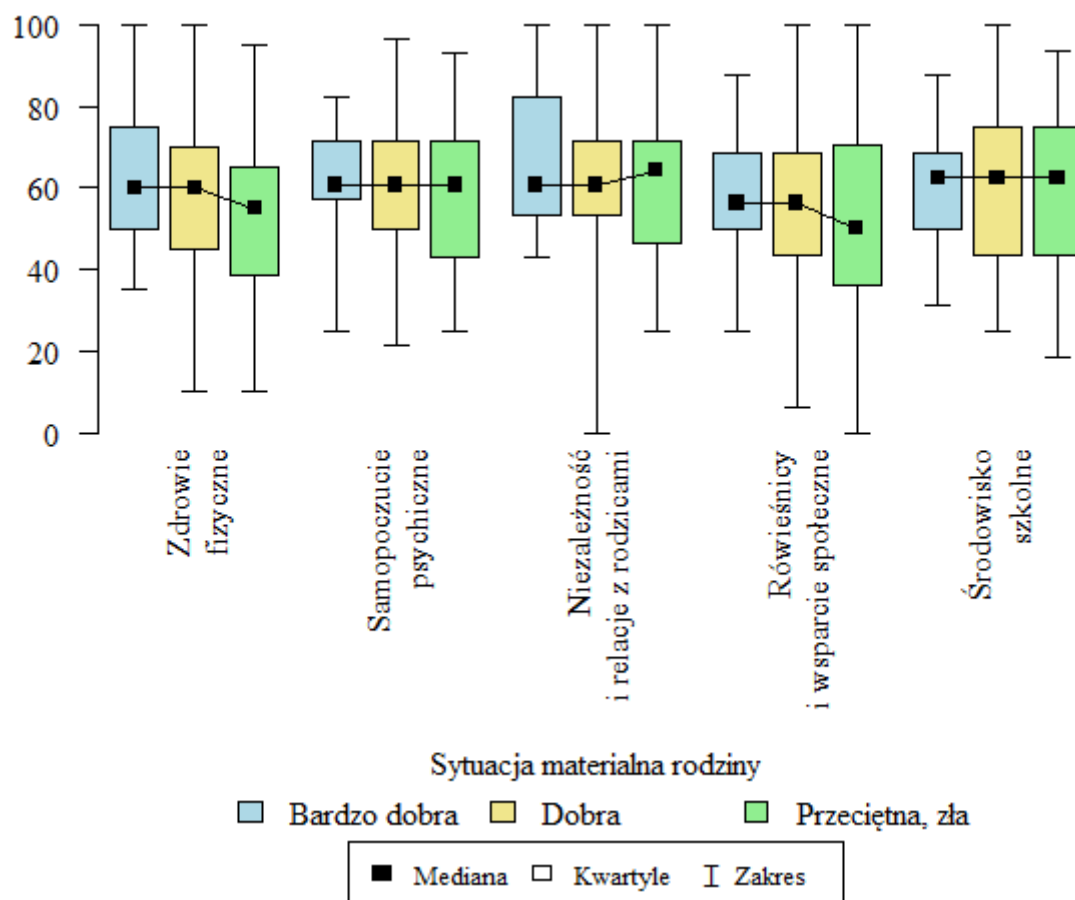 100
80
60
40
20
0
Zdrowie
fizyczne
Samopoczucie
psychiczne
Niezależność
i relacje z rodzicami
Rówieśnicy
i wsparcie społeczne
Środowisko
szkolne
Sytuacja materialna rodziny
Bardzo dobra Dobra Przeciętna, zła
Mediana Kwartyle Zakres